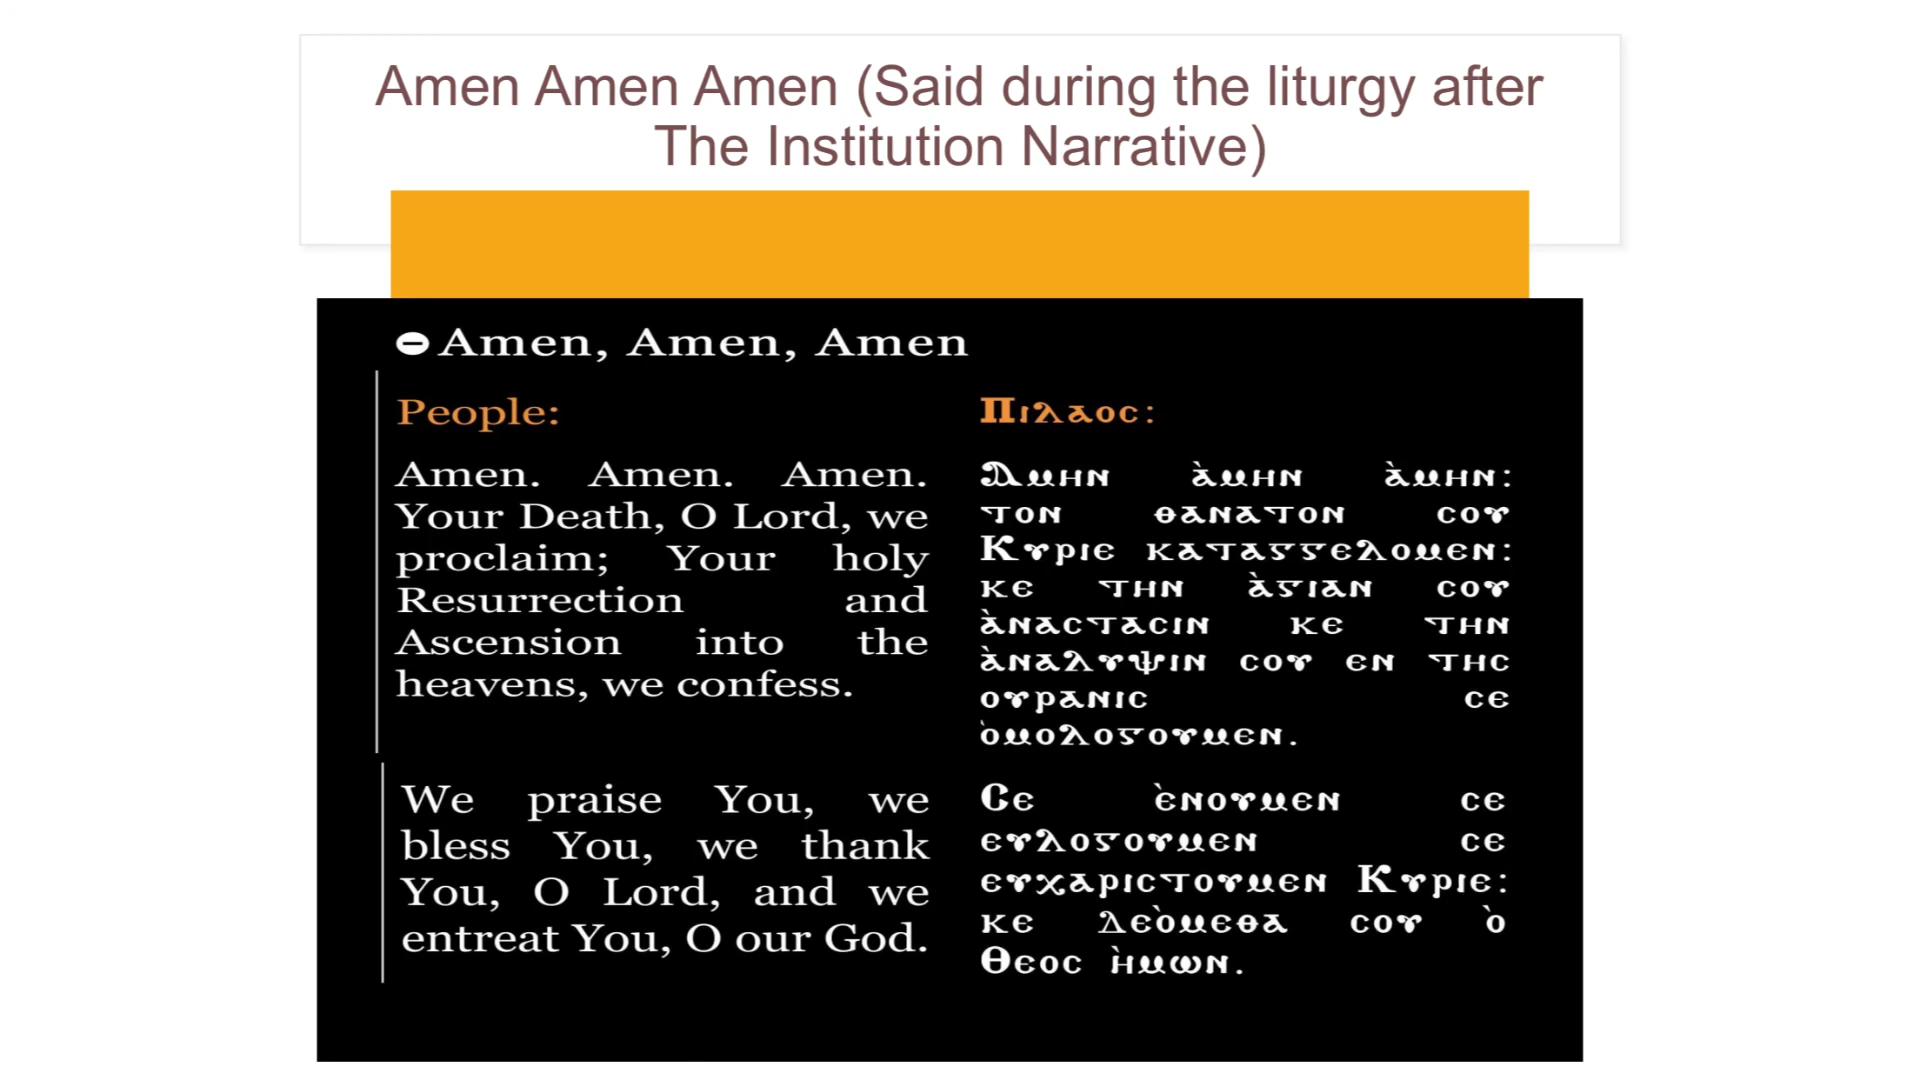 Amen Amen Amen (Said during the liturgy after
The Institution Narrative)
Amen, Amen, Amen
People:
Amen. Amen. Amen.
Your Death, O Lord, we
proclaim; Your holy
Resurrection and
Ascension into the
heavens, we confess.
We praise You, we
bless You, we thank
You, O Lord, and we
entreat You, O our God.
Ⲡⲓⲗⲁⲟⲥ:
Ⲁⲙⲏⲛ ⲁ̀ⲙⲏⲛ ⲁ̀ⲙⲏⲛ:
ⲧⲟⲛ ⲑⲁⲛⲁⲧⲟⲛ ⲥⲟⲩ
Ⲕⲩⲣⲓⲉ ⲕⲁⲧⲁⲅⲅⲉⲗⲟⲙⲉⲛ:
ⲕⲉ ⲧⲏⲛ ⲁ̀ⲅⲓⲁⲛ ⲥⲟⲩ
ⲁ̀ⲛⲁⲥⲧⲁⲥⲓⲛ ⲕⲉ ⲧⲏⲛ
ⲁ̀ⲛⲁⲗⲩⲯⲓⲛ ⲥⲟⲩ ⲉⲛ ⲧⲏⲥ
ⲟⲩⲣⲁⲛⲓⲥ ⲥⲉ
ⲟ̀ⲙⲟⲗⲟⲅⲟⲩⲙⲉⲛ.
Ⲥⲉ ⲉ̀ⲛⲟⲩⲙⲉⲛ ⲥⲉ
ⲉⲩⲗⲟⲅⲟⲩⲙⲉⲛ ⲥⲉ
ⲉⲩⲭⲁⲣⲓⲥⲧⲟⲩⲙⲉⲛ Ⲕⲩⲣⲓⲉ:
ⲕⲉ ⲇⲉⲟ̀ⲙⲉⲑⲁ ⲥⲟⲩ ⲟ̀
Ⲑⲉⲟⲥ ⲏ̀ⲙⲱⲛ.